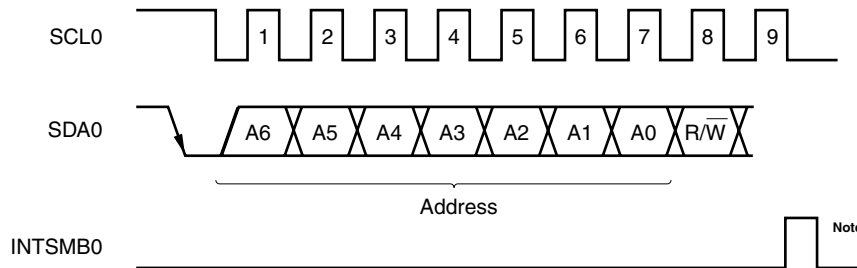 SCL0 1 2 3 4 5 6 7 8 9
SDA0 A6 A5 A4 A3 A2 A1 A0 R/W̅
Address
INTSMB0 Note